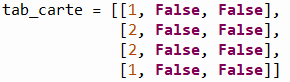 tab_carte = [[1, False, False],
[2, False, False],
[2, False, False],
[1, False, False]]